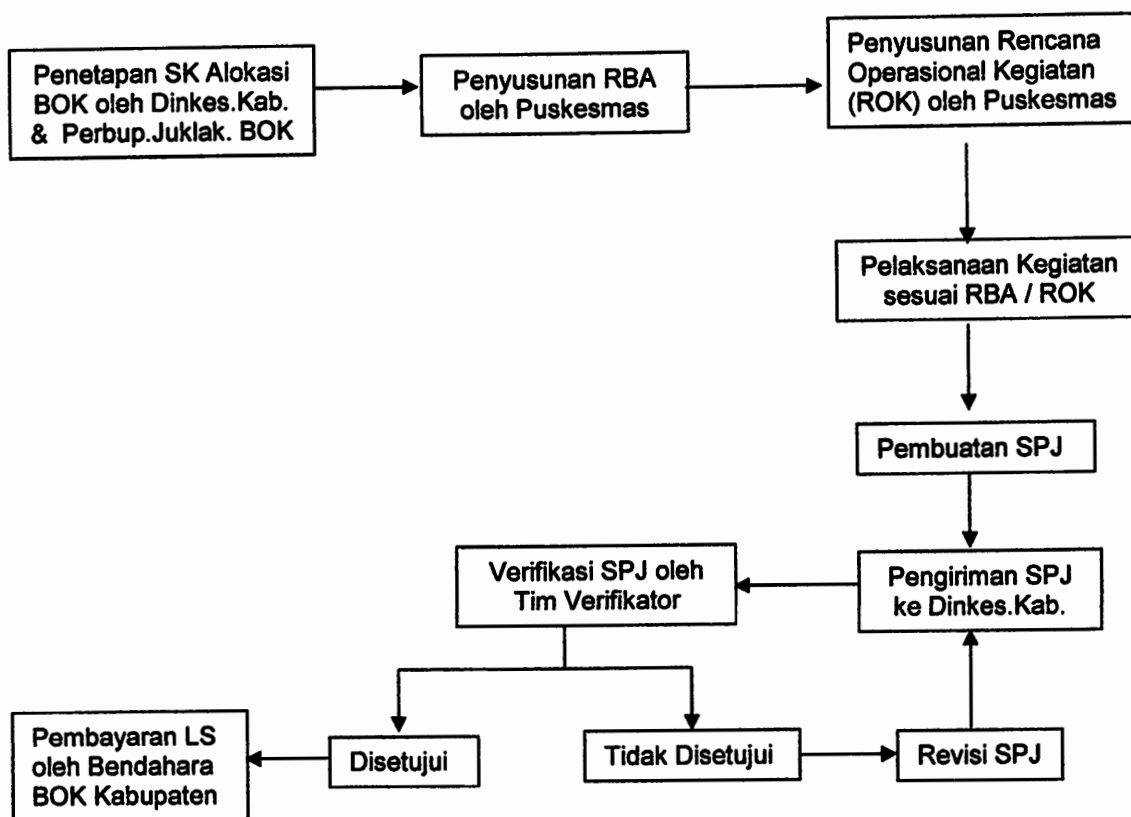 Penetapan SK Alokasi
BOK oleh Dinkes.Kab.
& Perbup.Juklak. BOK
Penyusunan RBA
oleh Puskesmas
Penyusunan Rencana
Operasional Kegiatan
(ROK) oleh Puskesmas
Pelaksanaan Kegiatan
sesuai RBA / ROK
Pembuatan SPJ
Pengiriman SPJ
ke Dinkes.Kab.
Verifikasi SPJ oleh
Tim Verifikator
Disetujui
Tidak Disetujui
Revisi SPJ
Pembayaran LS
oleh Bendahara
BOK Kabupaten